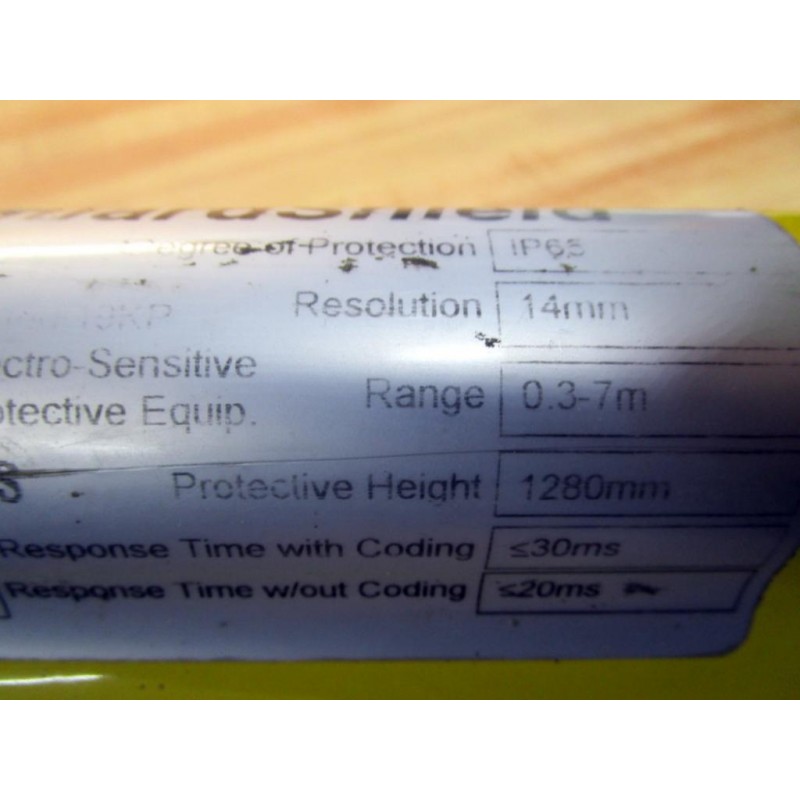 Degree of Protection IP65
Resolution 14mm
ctro-Sensitive
otective Equip.
Range 0.3-7m
Protective Height 1280mm
Response Time with Coding ≤30ms
Response Time w/out Coding ≤20ms